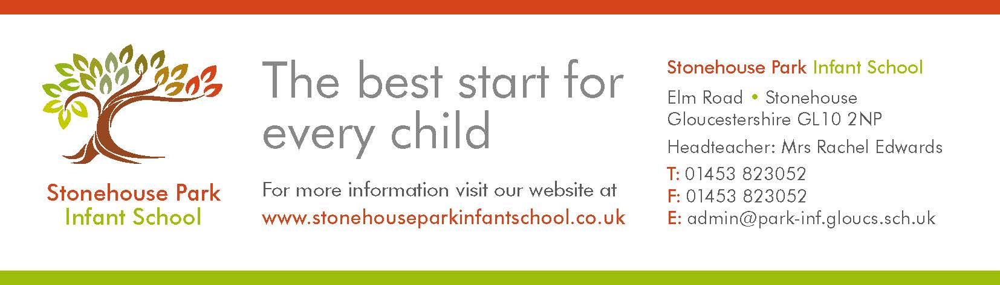 Stonehouse Park
Infant School
The best start for
every child
For more information visit our website at
www.stonehouseparkinfantschool.co.uk
Stonehouse Park Infant School
Elm Road • Stonehouse
Gloucestershire GL10 2NP
Headteacher: Mrs Rachel Edwards
T: 01453 823052
F: 01453 823052
E: admin@park-inf.gloucs.sch.uk